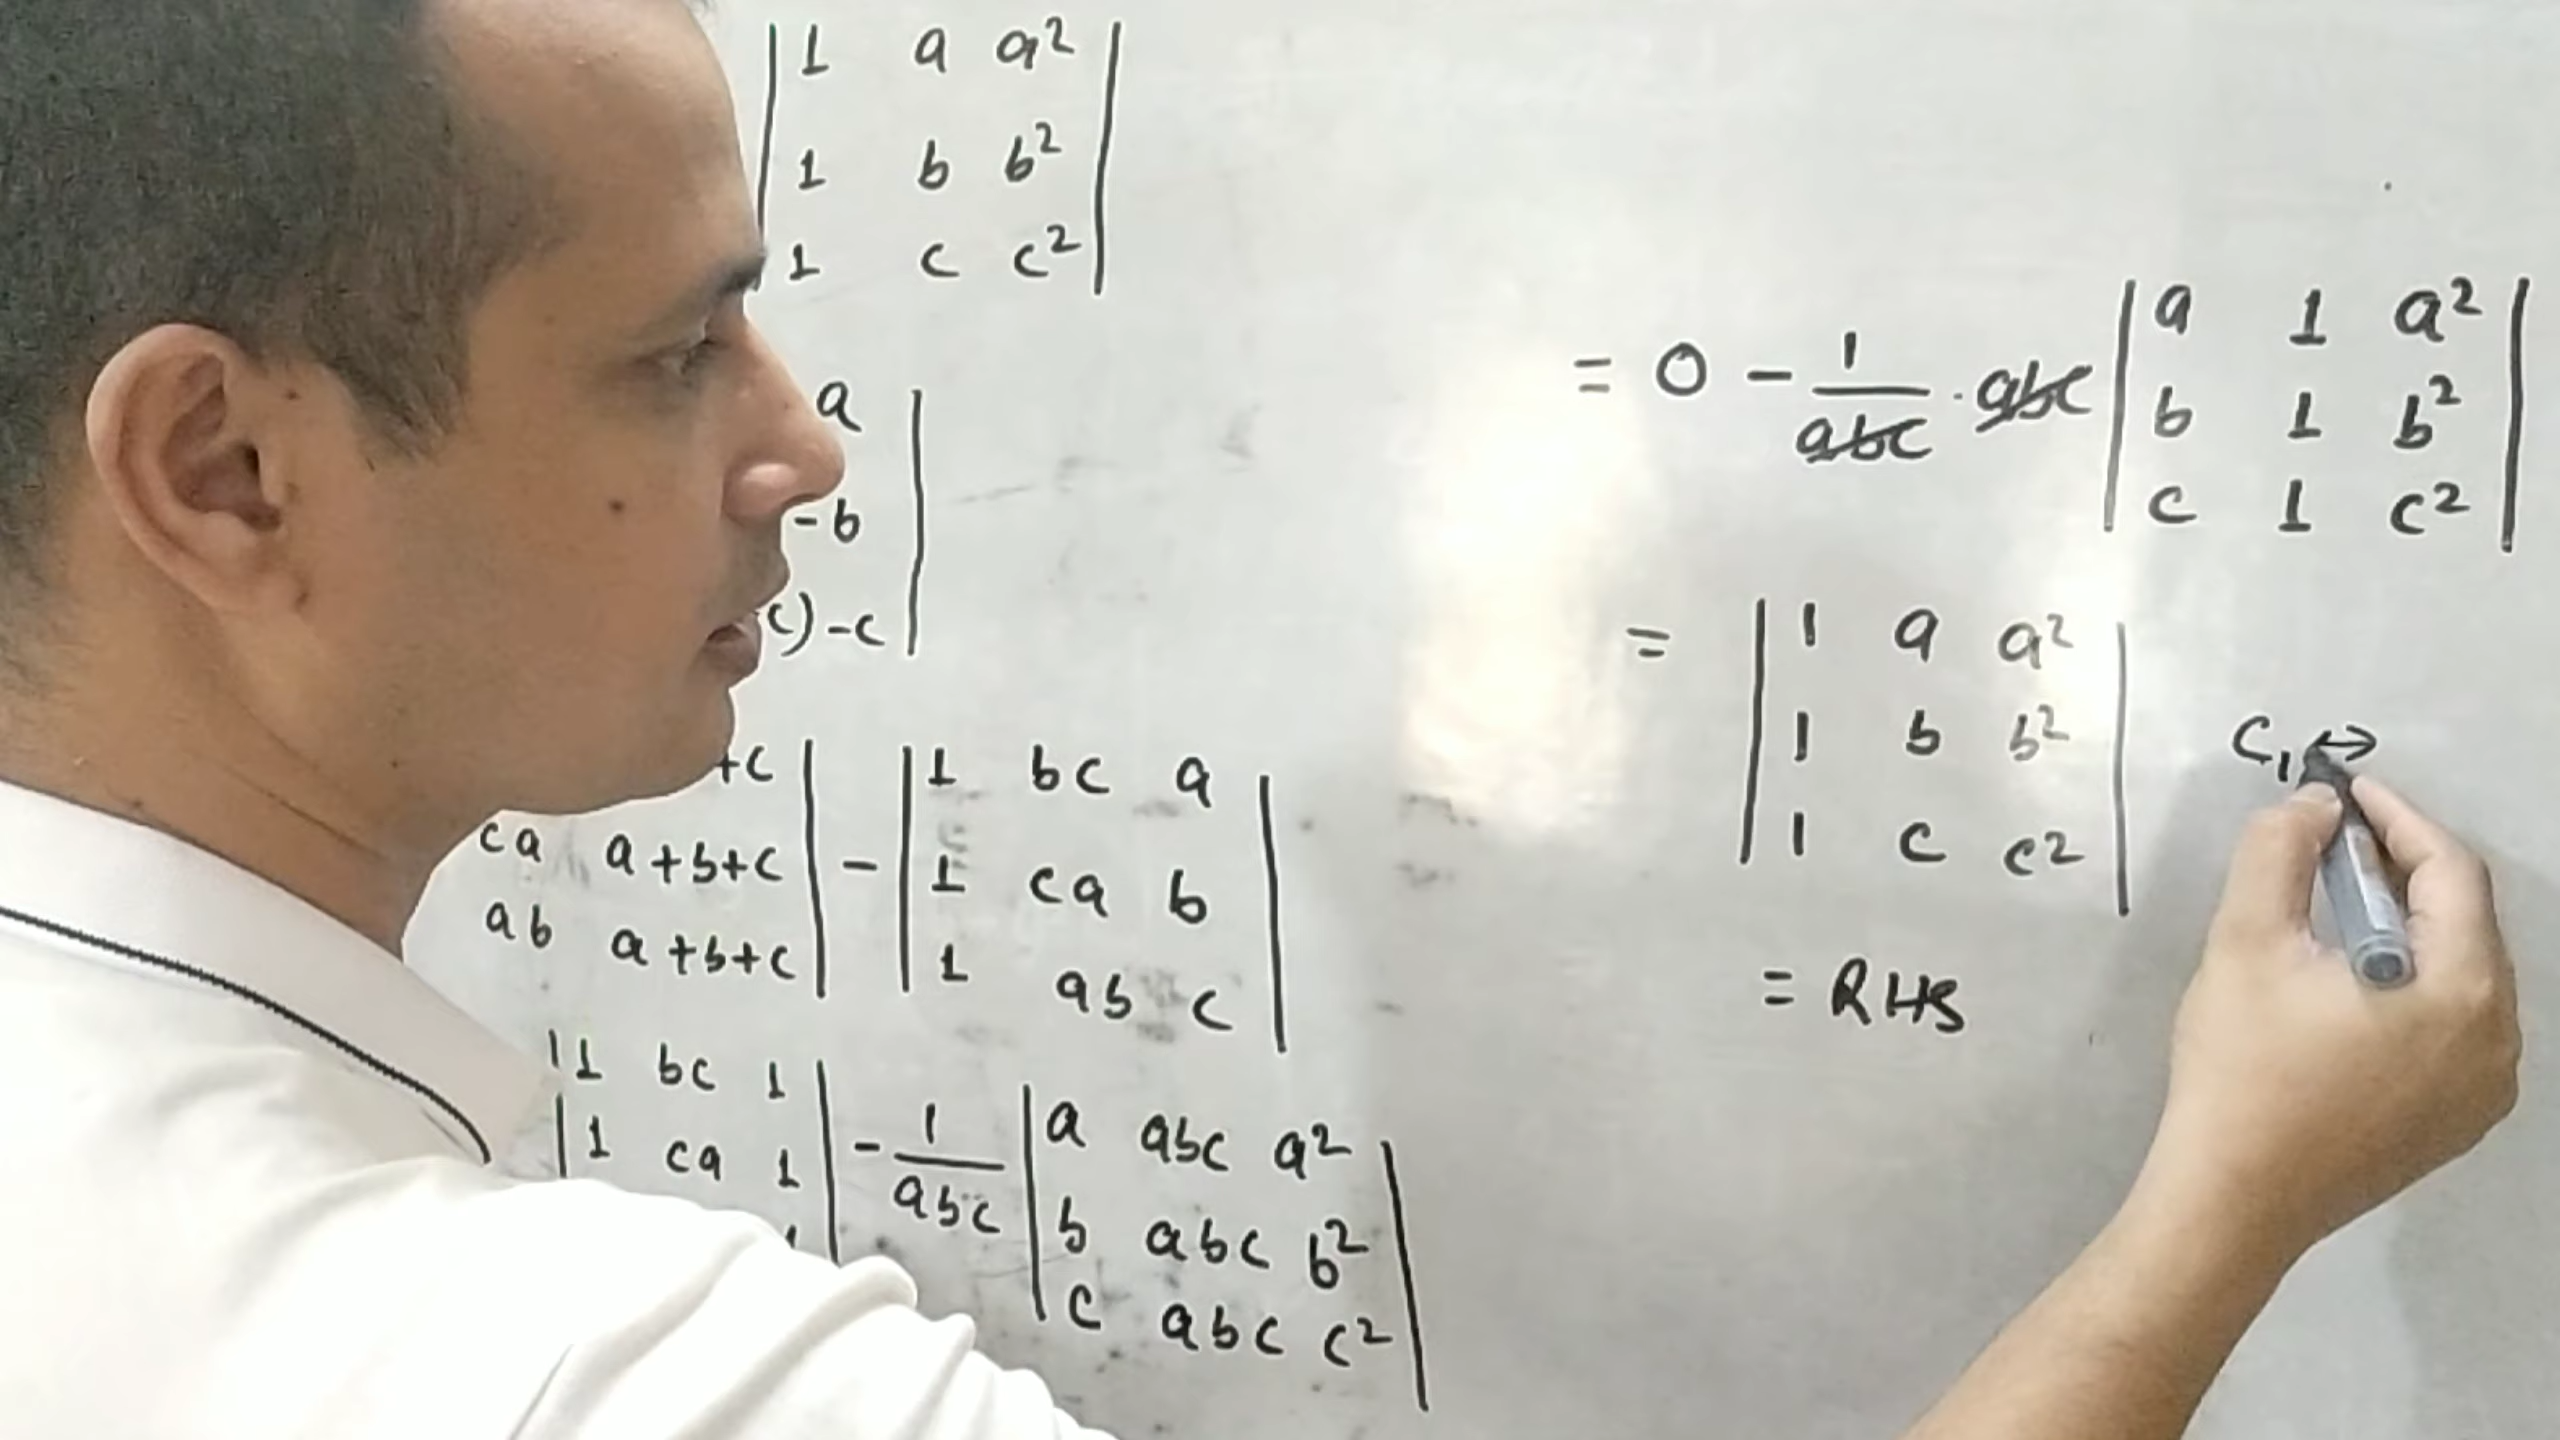 1 a a²
1 b b²
1 c c²
a
-b
c) -c
+c
ca a+b+c
ab a+b+c
- 1 bc a
1 ca b
1 ab c
1 bc 1
1 ca 1
1
- 1/abc a abc a²
b abc b²
c abc c²
= 0 - 1/abc · abc a 1 a²
b 1 b²
c 1 c²
= 1 a a²
1 b b²
1 c c²
C₁ ↔
= RHS